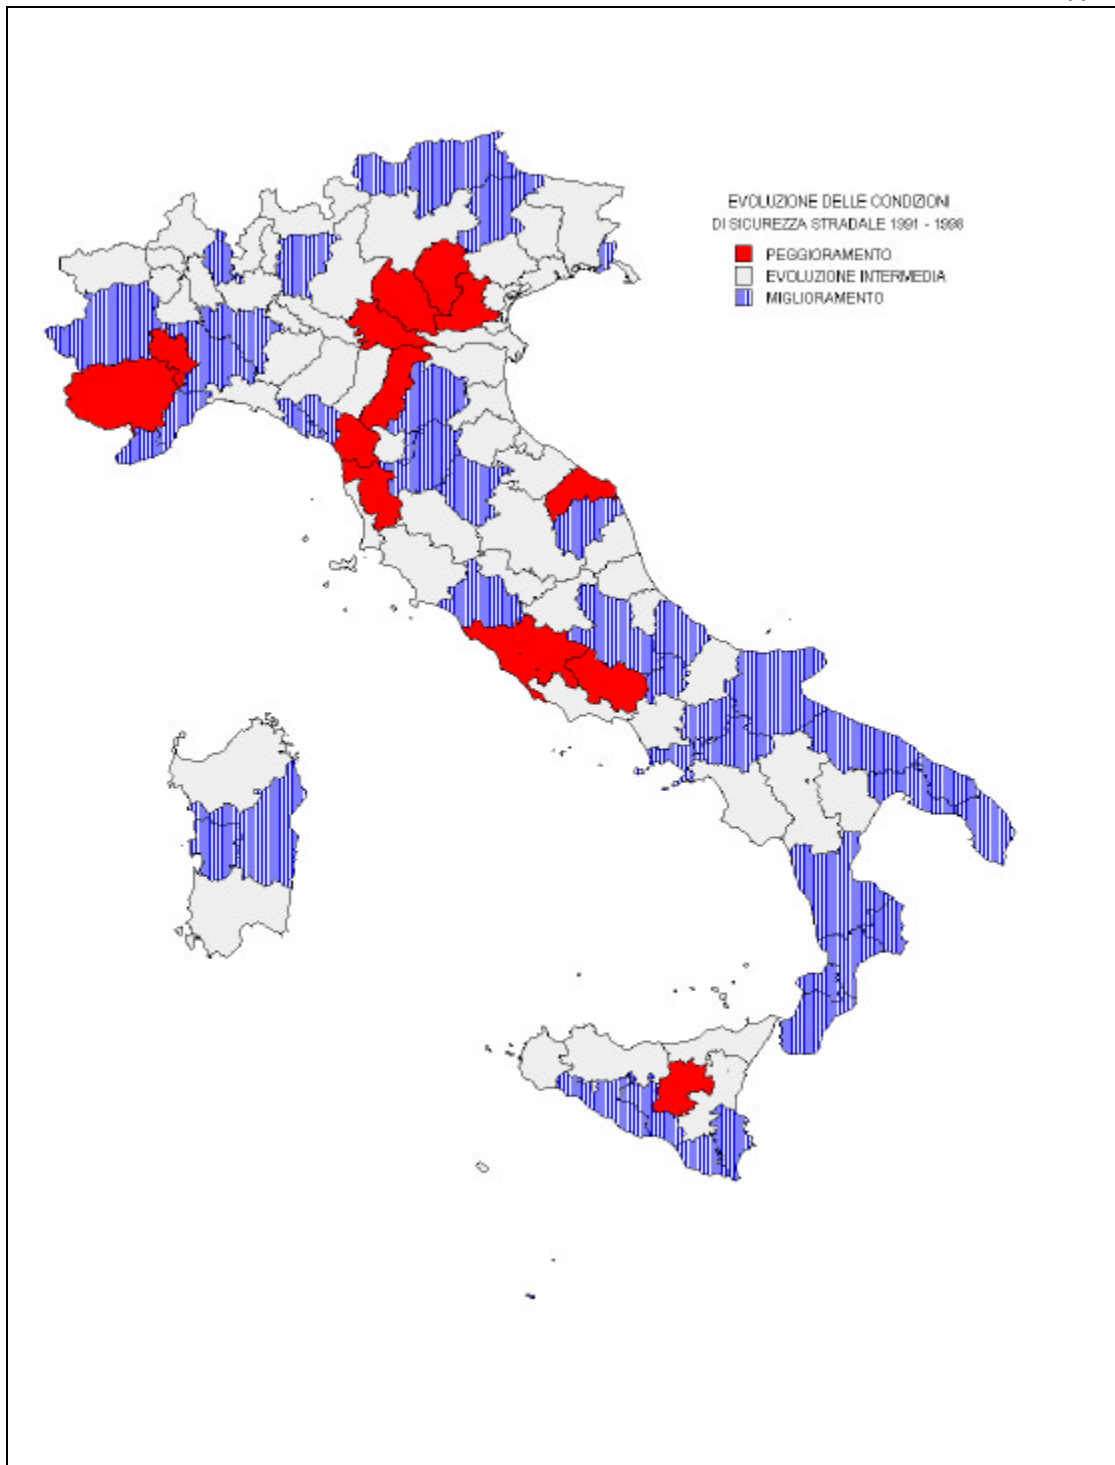 EVOLUZIONE DELLE CONDIZIONI
DI SICUREZZA STRADALE 1991 - 1998
PEGGIORAMENTO
EVOLUZIONE INTERMEDIA
MIGLIORAMENTO